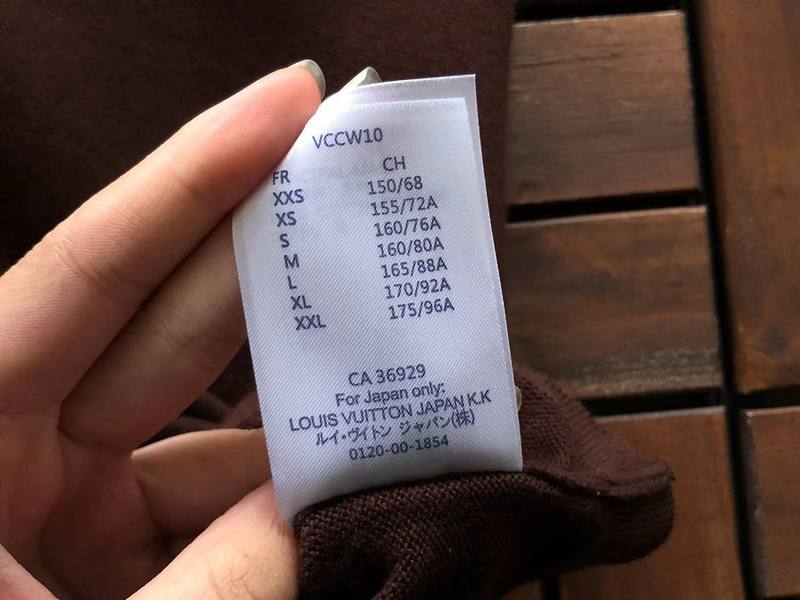 VCCW10
FR CH
XXS 150/68
XS 155/72A
S 160/76A
M 160/80A
L 165/88A
XL 170/92A
XXL 175/96A
CA 36929
For Japan only:
LOUIS VUITTON JAPAN K.K
ルイ・ヴィトン ジャパン(株)
0120-00-1854